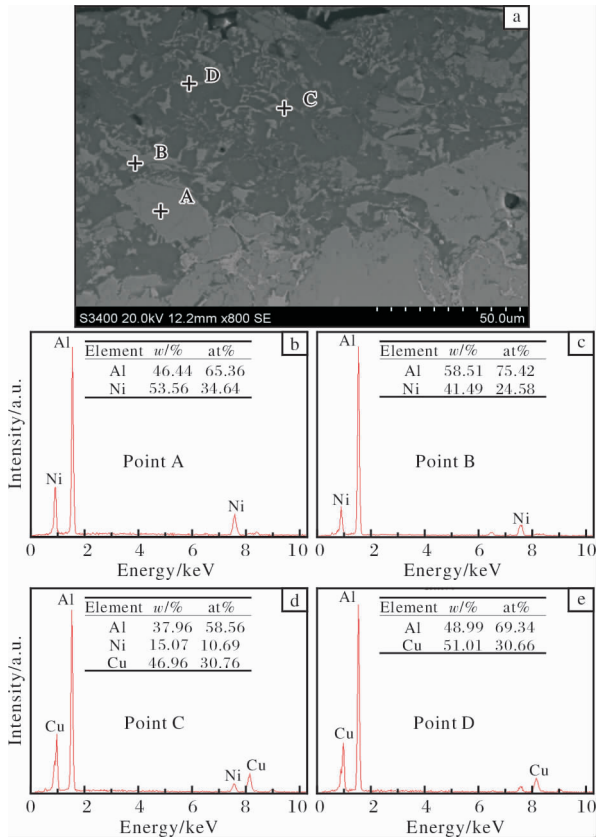 a
D
C
B
A
S3400 20.0kV 12.2mm x800 SE 50.0um
b
Al
Element w/% at%
Al 46.44 65.36
Ni 53.56 34.64
Point A
Ni
Ni
Intensity/a.u.
0 2 4 6 8 10
Energy/keV
c
Al
Element w/% at%
Al 58.51 75.42
Ni 41.49 24.58
Point B
Ni
Ni
0 2 4 6 8 10
Energy/keV
d
Al
Element w/% at%
Al 37.96 58.56
Ni 15.07 10.69
Cu 46.96 30.76
Point C
Cu
Cu
Ni
Intensity/a.u.
0 2 4 6 8 10
Energy/keV
e
Al
Element w/% at%
Al 48.99 69.34
Cu 51.01 30.66
Point D
Cu
Cu
0 2 4 6 8 10
Energy/keV